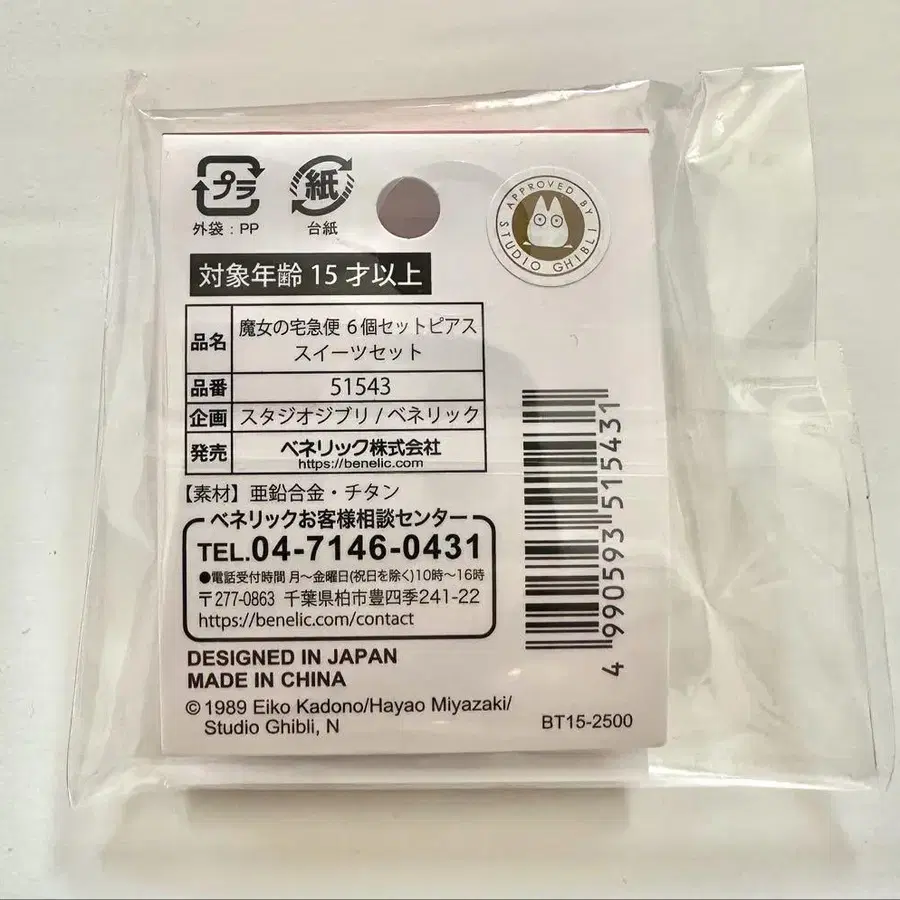 プラ
外袋：PP
紙
台紙
APPROVED BY
STUDIO GHIBLI
対象年齢 15 才以上
品名 魔女の宅急便 6個セットピアス
スイーツセット
品番 51543
企画 スタジオジブリ / ベネリック
発売 ベネリック株式会社
https://benelic.com
【素材】亜鉛合金・チタン
ベネリックお客様相談センター
TEL.04-7146-0431
●電話受付時間 月〜金曜日(祝日を除く)10時〜16時
〒277-0863 千葉県柏市豊四季241-22
https://benelic.com/contact
DESIGNED IN JAPAN
MADE IN CHINA
©1989 Eiko Kadono/Hayao Miyazaki/
Studio Ghibli, N
4 990593 515431
BT15-2500